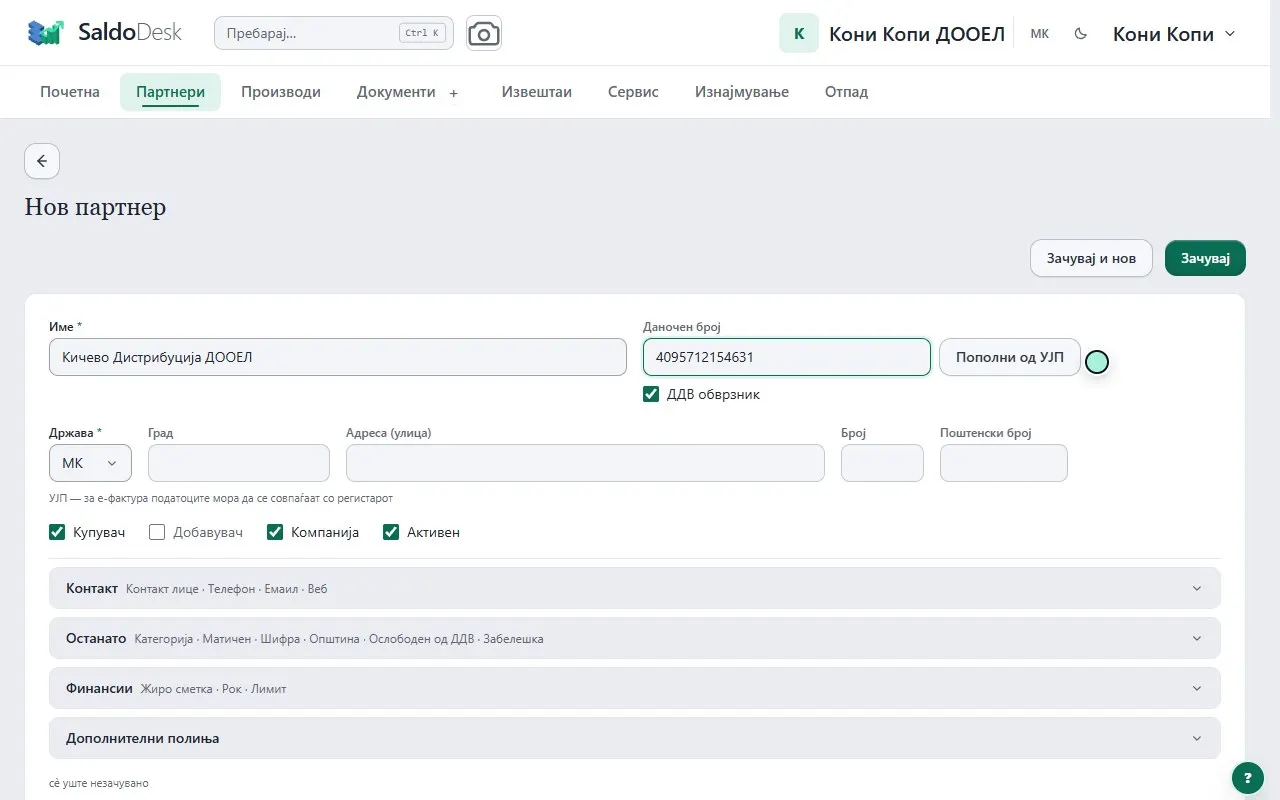 SaldoDesk
Пребарај...
Ctrl K
К
Кони Копи ДООЕЛ
МК
Кони Копи
Почетна
Партнери
Производи
Документи +
Извештаи
Сервис
Изнајмување
Отпад
Нов партнер
Зачувај и нов
Зачувај
Име *
Даночен број
Кичево Дистрибуција ДООЕЛ
4095712154631
Пополни од УЈП
ДДВ обврзник
Држава *
Град
Адреса (улица)
Број
Поштенски број
МК
УЈП — за е-фактура податоците мора да се совпаѓаат со регистарот
Купувач
Добавувач
Компанија
Активен
Контакт Контакт лице · Телефон · Емаил · Веб
Останато Категорија · Матичен · Шифра · Општина · Ослободен од ДДВ · Забелешка
Финансии Жиро сметка · Рок · Лимит
Дополнителни полиња
сè уште незачувано
?